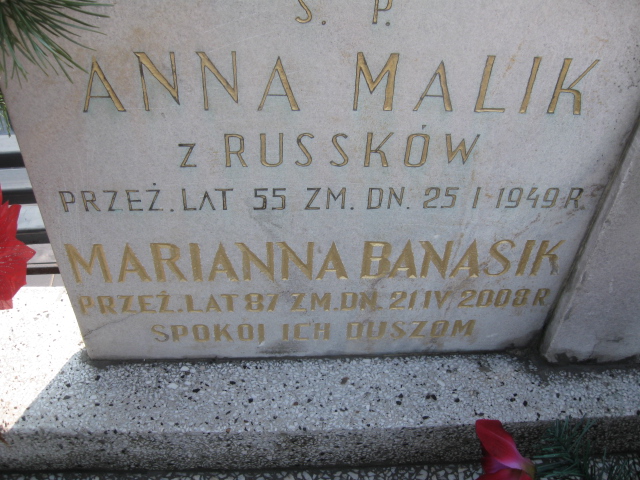 Ś. P.
ANNA MALIK
z RUSSKÓW
PRZEŻ. LAT 55 ZM. DN. 25 I 1949 R.
MARIANNA BANASIK
PRZEŻ. LAT 87 ZM. DN. 21 IV 2008 R
SPOKÓJ ICH DUSZOM